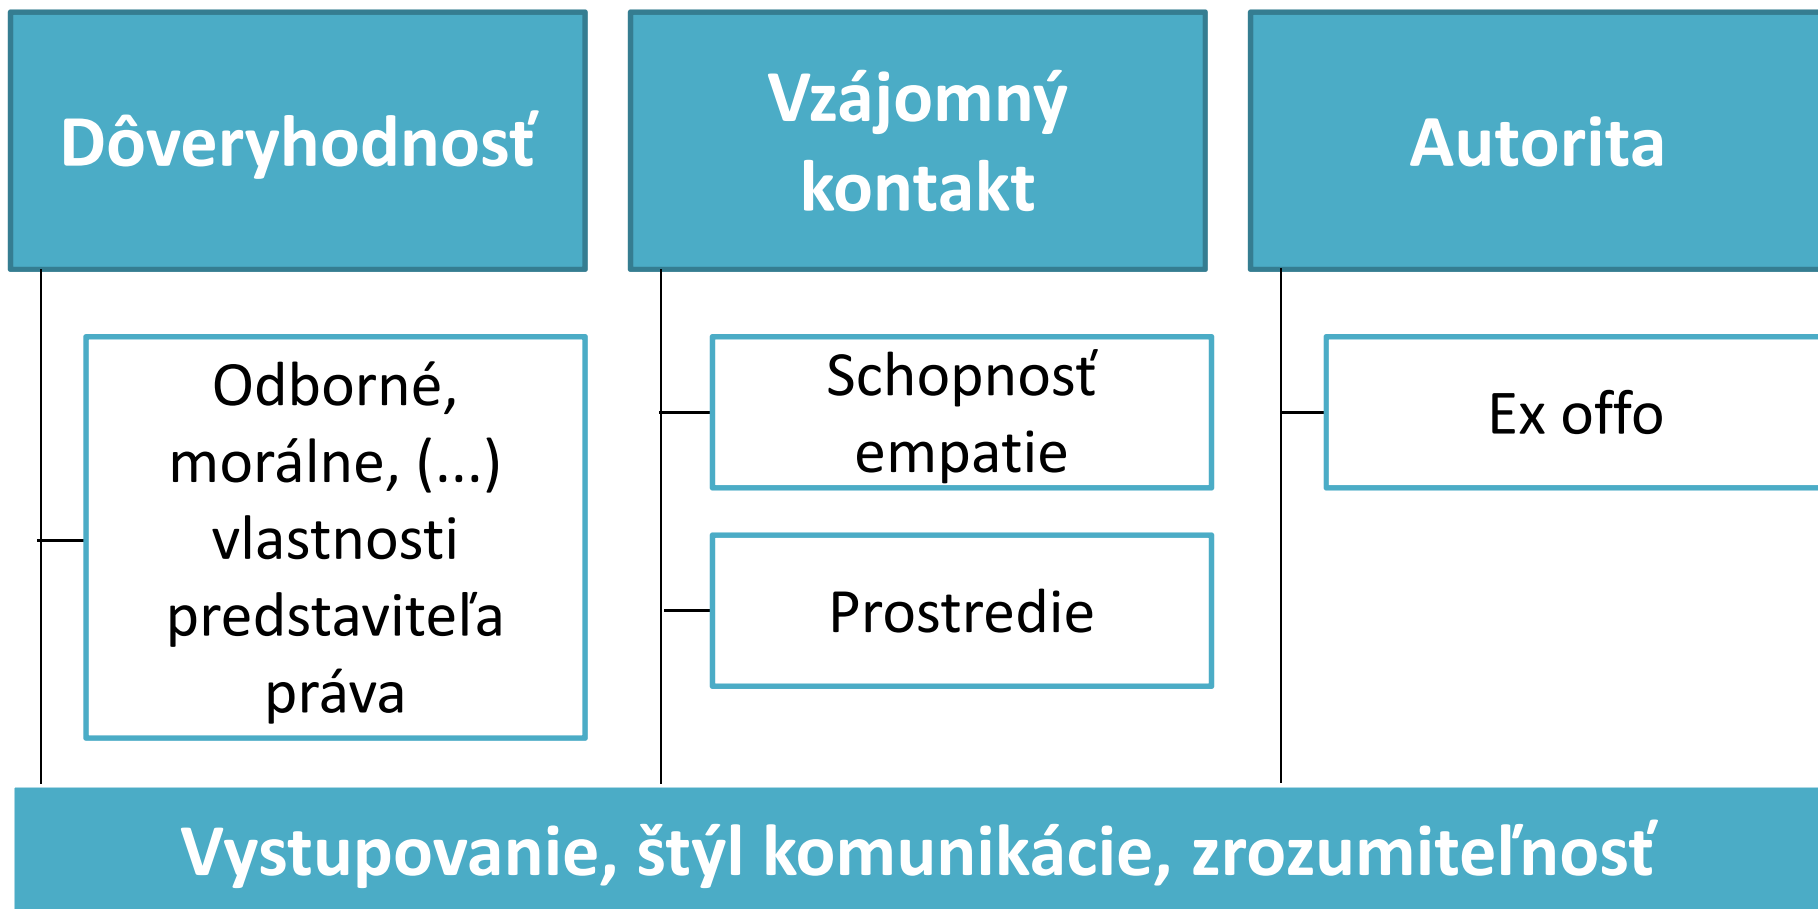 Dôveryhodnosť
Odborné,
morálne, (...)
vlastnosti
predstaviteľa
práva
Vzájomný
kontakt
Schopnosť
empatie
Prostredie
Autorita
Ex offo
Vystupovanie, štýl komunikácie, zrozumiteľnosť